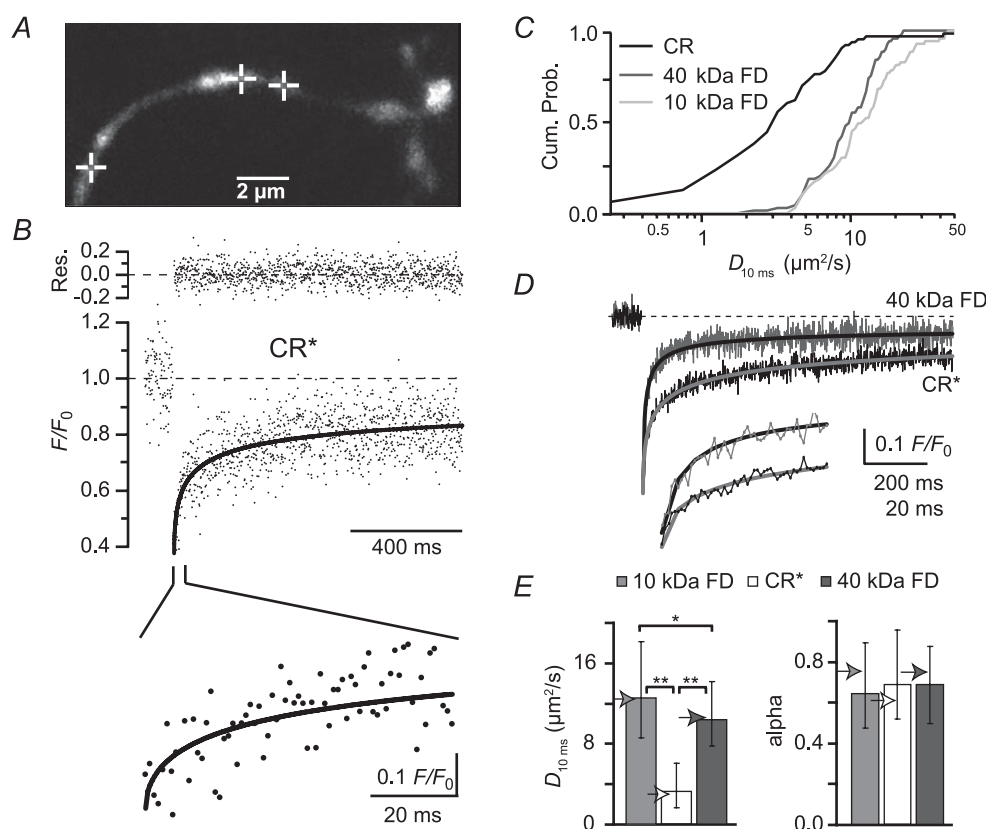 A
2 µm
B
Res.
0.2
0.0
-0.2
1.2
1.0
0.8
0.6
0.4
F/F0
CR*
400 ms
0.1 F/F0
20 ms
C
CR
40 kDa FD
10 kDa FD
Cum. Prob.
1.0
0.5
0.0
0.5
1
5
10
50
D10 ms (µm²/s)
D
40 kDa FD
CR*
0.1 F/F0
200 ms
20 ms
E
10 kDa FD
CR*
40 kDa FD
D10 ms (µm²/s)
16
8
0
*
**
**
alpha
0.8
0.4
0.0